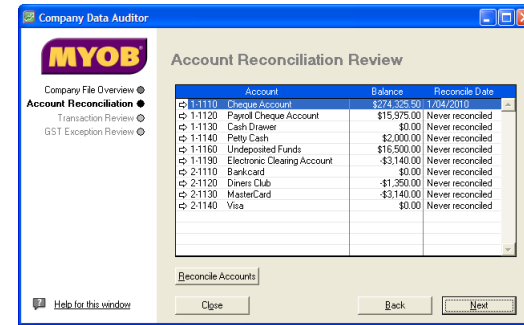 Company Data Auditor
MYOB
Account Reconciliation Review
Company File Overview
Account Reconciliation
Transaction Review
GST Exception Review
Account Balance Reconcile Date
1-1110 Cheque Account $274,325.50 1/04/2010
1-1120 Payroll Cheque Account $15,975.00 Never reconciled
1-1130 Cash Drawer $0.00 Never reconciled
1-1140 Petty Cash $2,000.00 Never reconciled
1-1160 Undeposited Funds $16,500.00 Never reconciled
1-1190 Electronic Clearing Account -$3,140.00 Never reconciled
2-1110 Bankcard $0.00 Never reconciled
2-1120 Diners Club -$1,350.00 Never reconciled
2-1130 MasterCard -$3,140.00 Never reconciled
2-1140 Visa $0.00 Never reconciled
Reconcile Accounts
Help for this window Close Back Next